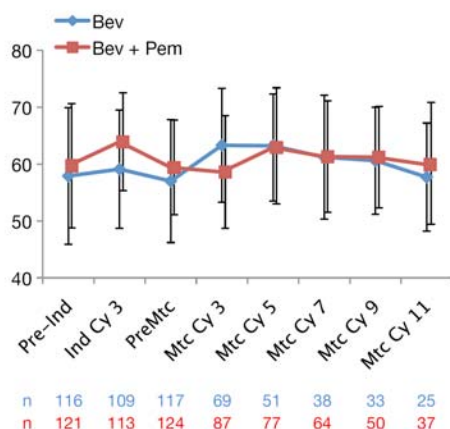 Bev
Bev + Pem
80
70
60
50
40
Pre-Ind
Ind Cy 3
PreMtc
Mtc Cy 3
Mtc Cy 5
Mtc Cy 7
Mtc Cy 9
Mtc Cy 11
n 116 109 117 69 51 38 33 25
n 121 113 124 87 77 64 50 37